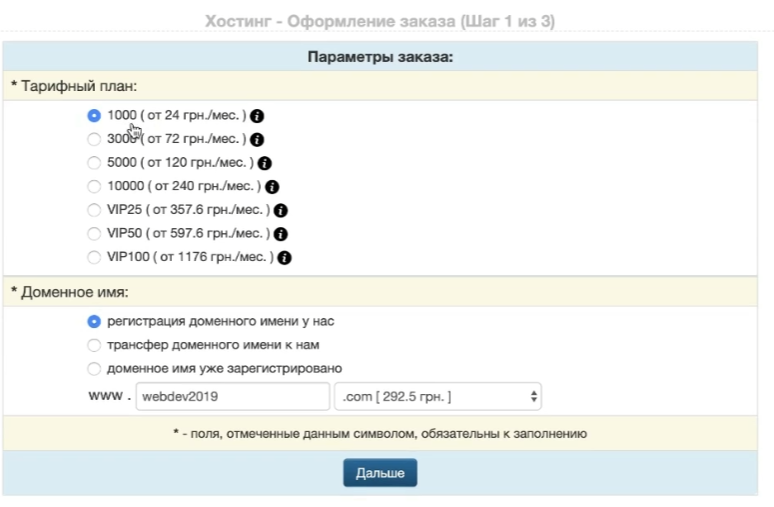 Хостинг - Оформление заказа (Шаг 1 из 3)
Параметры заказа:
* Тарифный план:
1000 ( от 24 грн./мес. )
3000 ( от 72 грн./мес. )
5000 ( от 120 грн./мес. )
10000 ( от 240 грн./мес. )
VIP25 ( от 357.6 грн./мес. )
VIP50 ( от 597.6 грн./мес. )
VIP100 ( от 1176 грн./мес. )
* Доменное имя:
регистрация доменного имени у нас
трансфер доменного имени к нам
доменное имя уже зарегистрировано
www . webdev2019 .com [ 292.5 грн. ]
* - поля, отмеченные данным символом, обязательны к заполнению
Дальше